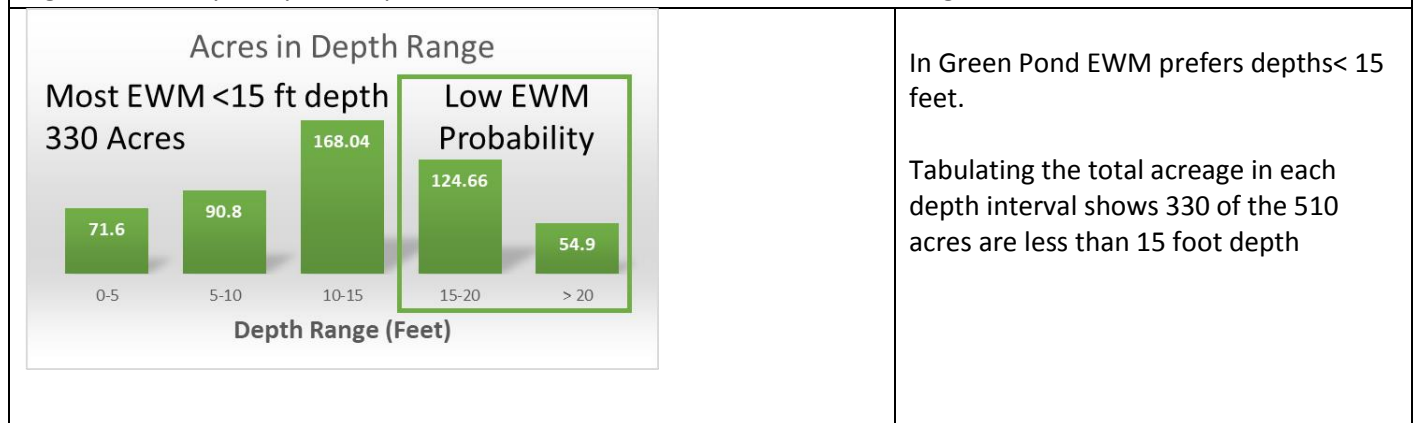 Acres in Depth Range
Most EWM <15 ft depth
330 Acres
Low EWM
Probability
71.6
90.8
168.04
124.66
54.9
0-5
5-10
10-15
15-20
> 20
Depth Range (Feet)
In Green Pond EWM prefers depths< 15
feet.
Tabulating the total acreage in each
depth interval shows 330 of the 510
acres are less than 15 foot depth